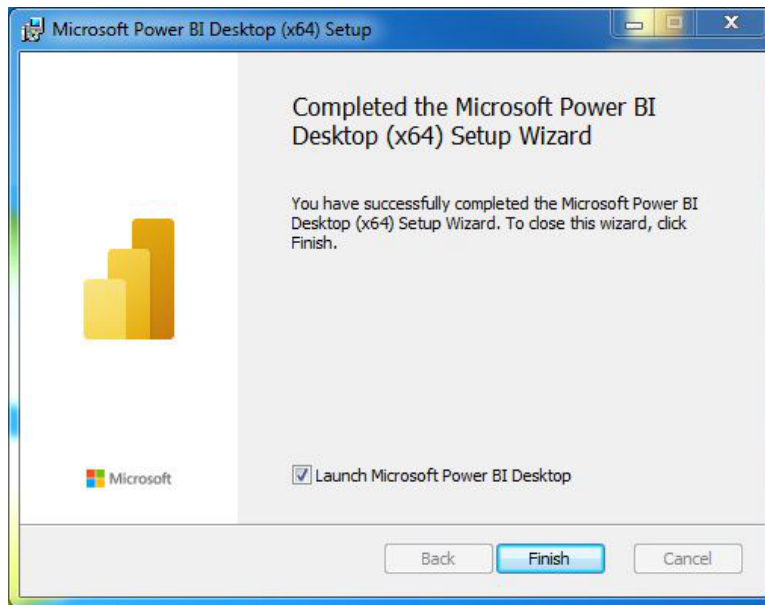 Microsoft Power BI Desktop (x64) Setup
Completed the Microsoft Power BI
Desktop (x64) Setup Wizard
You have successfully completed the Microsoft Power BI
Desktop (x64) Setup Wizard. To close this wizard, click
Finish.
Microsoft
Launch Microsoft Power BI Desktop
Back
Finish
Cancel